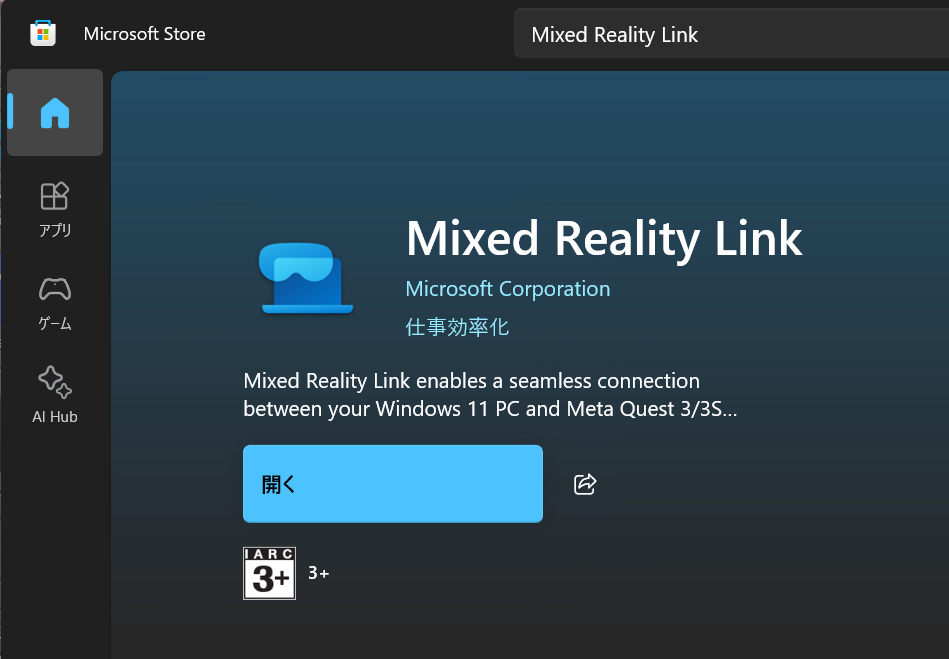 Microsoft Store
Mixed Reality Link
アプリ
ゲーム
AI Hub
Mixed Reality Link
Microsoft Corporation
仕事効率化
Mixed Reality Link enables a seamless connection
between your Windows 11 PC and Meta Quest 3/3S...
開く
IARC
3+
3+